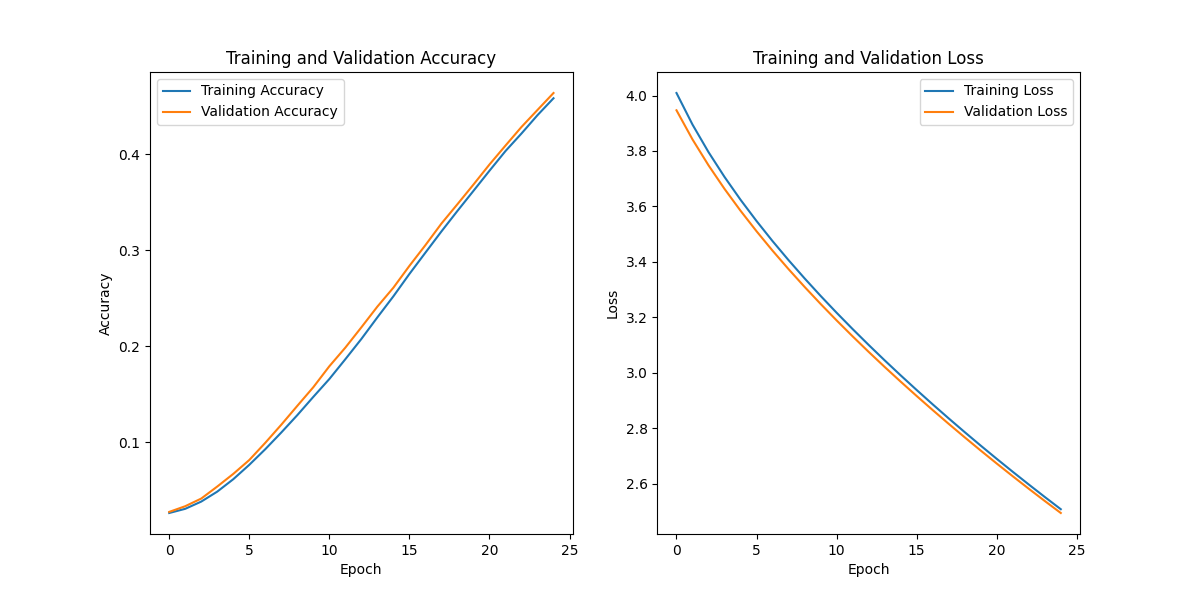 Training and Validation Accuracy
Training Accuracy
Validation Accuracy
0.4
0.3
0.2
0.1
Accuracy
0 5 10 15 20 25
Epoch
Training and Validation Loss
Training Loss
Validation Loss
4.0
3.8
3.6
3.4
3.2
3.0
2.8
2.6
Loss
0 5 10 15 20 25
Epoch